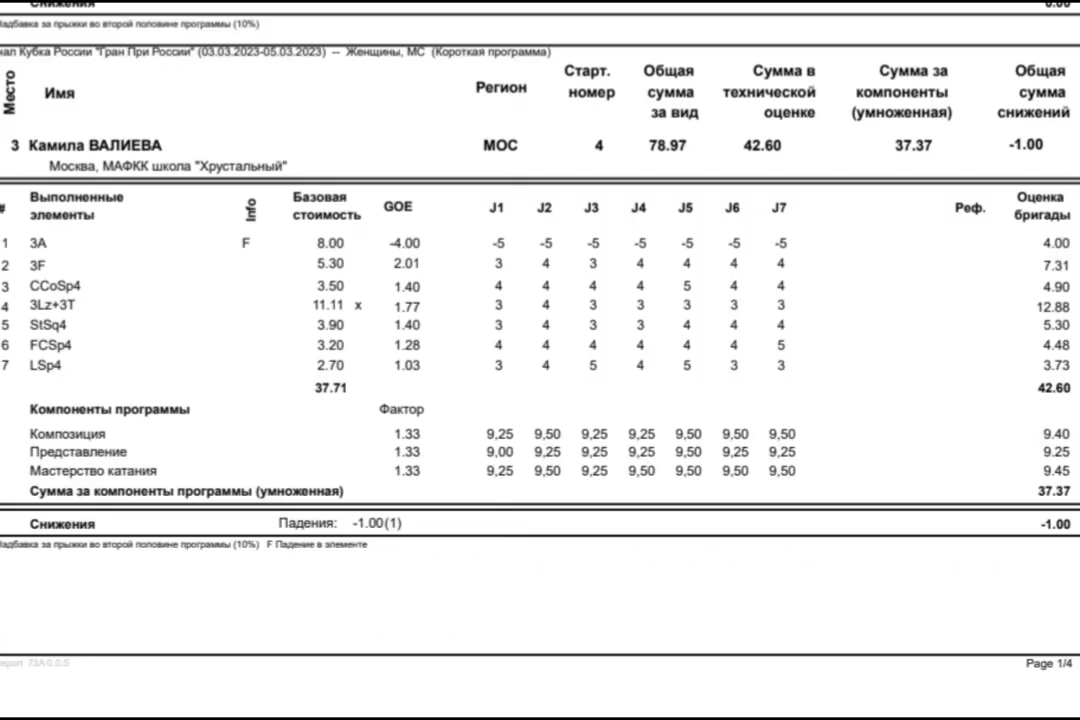 Снижения 0.00
Надбавка за прыжки во второй половине программы (10%)
нал Кубка России "Гран При России" (03.03.2023-05.03.2023) -- Женщины, МС (Короткая программа)
Место Имя Регион Старт. номер Общая сумма за вид Сумма в технической оценке Сумма за компоненты (умноженная) Общая сумма снижений
3 Камила ВАЛИЕВА МОС 4 78.97 42.60 37.37 -1.00
Москва, МАФКК школа "Хрустальный"
# Выполненные элементы Info Базовая стоимость GOE J1 J2 J3 J4 J5 J6 J7 Реф. Оценка бригады
1 3A F 8.00 -4.00 -5 -5 -5 -5 -5 -5 -5 4.00
2 3F 5.30 2.01 3 4 3 4 4 4 4 7.31
3 CCoSp4 3.50 1.40 4 4 4 4 5 4 4 4.90
4 3Lz+3T 11.11 x 1.77 3 4 3 3 3 3 3 12.88
5 StSq4 3.90 1.40 3 4 3 3 4 4 4 5.30
6 FCSp4 3.20 1.28 4 4 4 4 4 4 5 4.48
7 LSp4 2.70 1.03 3 4 5 4 5 3 3 3.73
37.71 42.60
Компоненты программы Фактор
Композиция 1.33 9,25 9,50 9,25 9,25 9,50 9,50 9,50 9.40
Представление 1.33 9,00 9,25 9,25 9,25 9,50 9,25 9,25 9.25
Мастерство катания 1.33 9,25 9,50 9,25 9,50 9,50 9,50 9,50 9.45
Сумма за компоненты программы (умноженная) 37.37
Снижения Падения: -1.00(1) -1.00
Надбавка за прыжки во второй половине программы (10%) F Падение в элементе
eport 73A 0.0.5 Page 1/4